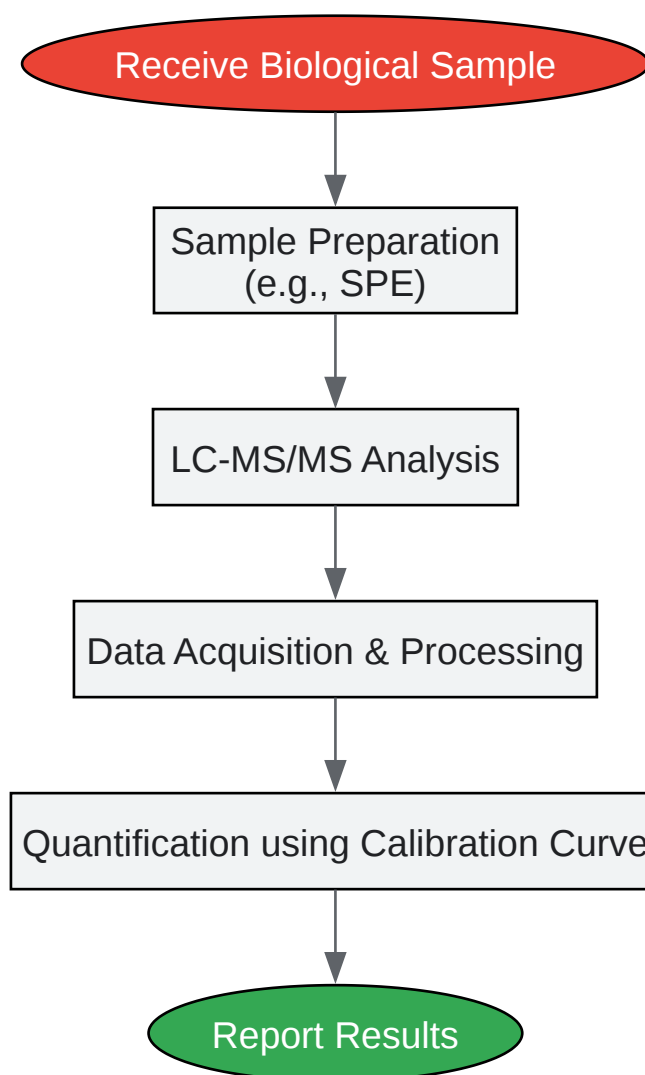 Receive Biological Sample
Sample Preparation
(e.g., SPE)
LC-MS/MS Analysis
Data Acquisition & Processing
Quantification using Calibration Curve
Report Results